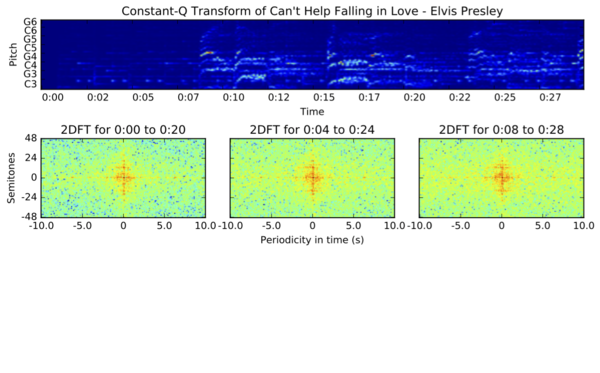 Constant-Q Transform of Can't Help Falling in Love - Elvis Presley
G6
C6
G5
C5
G4
C4
G3
C3
Pitch
0:00 0:02 0:05 0:07 0:10 0:12 0:15 0:17 0:20 0:22 0:25 0:27
Time
2DFT for 0:00 to 0:20 2DFT for 0:04 to 0:24 2DFT for 0:08 to 0:28
48
24
0
-24
-48
Semitones
-10.0 -5.0 0 5.0 10.0 -10.0 -5.0 0 5.0 10.0 -10.0 -5.0 0 5.0 10.0
Periodicity in time (s)